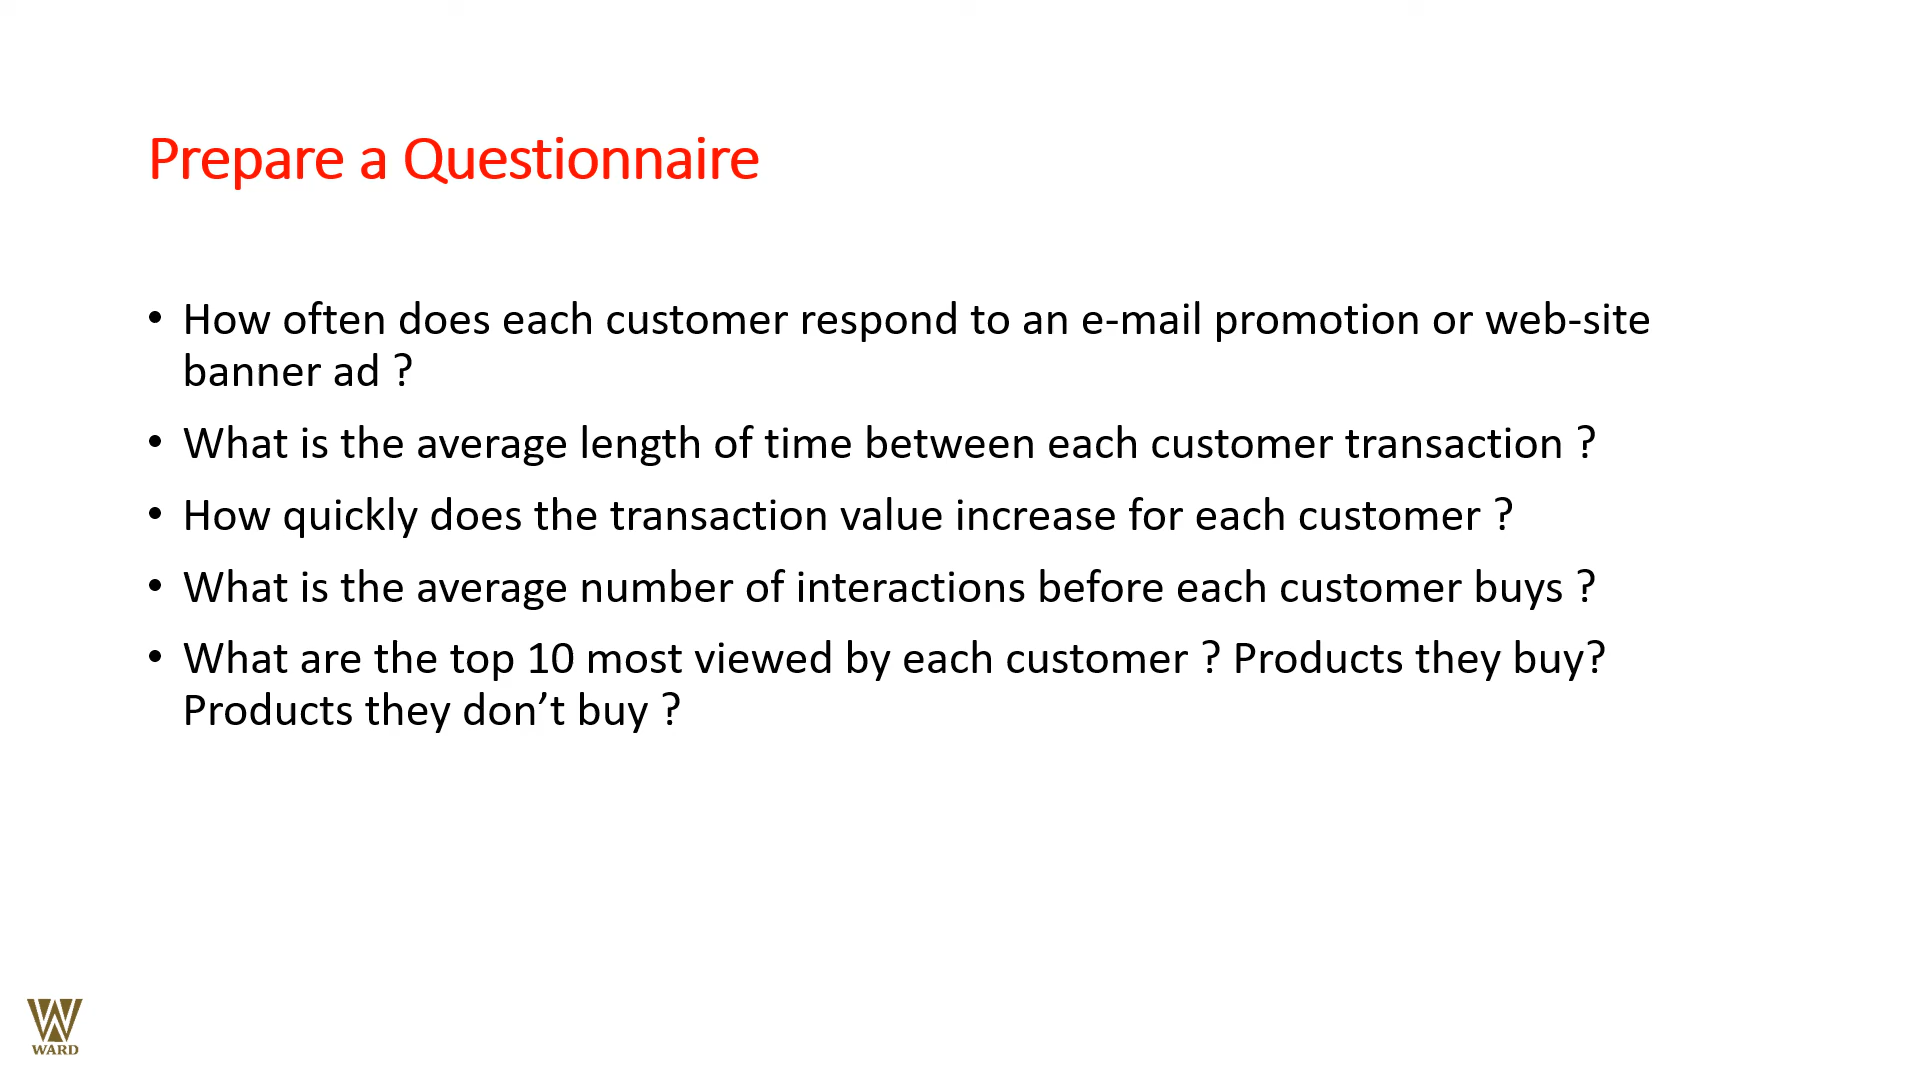 Prepare a Questionnaire
• How often does each customer respond to an e-mail promotion or web-site
banner ad ?
• What is the average length of time between each customer transaction ?
• How quickly does the transaction value increase for each customer ?
• What is the average number of interactions before each customer buys ?
• What are the top 10 most viewed by each customer ? Products they buy?
Products they don’t buy ?
WARD